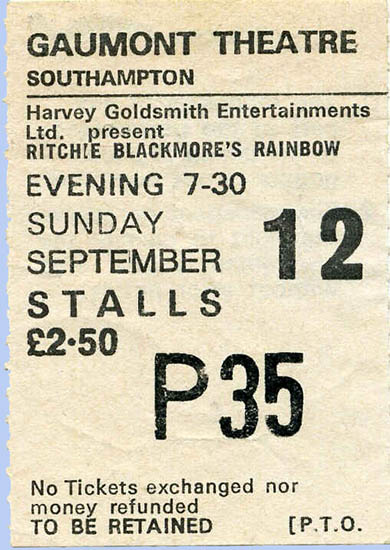 GAUMONT THEATRE
SOUTHAMPTON
Harvey Goldsmith Entertainments
Ltd. present
RITCHIE BLACKMORE'S RAINBOW
EVENING 7-30
SUNDAY
SEPTEMBER 12
STALLS
£2·50
P 35
No Tickets exchanged nor
money refunded
TO BE RETAINED [P.T.O.